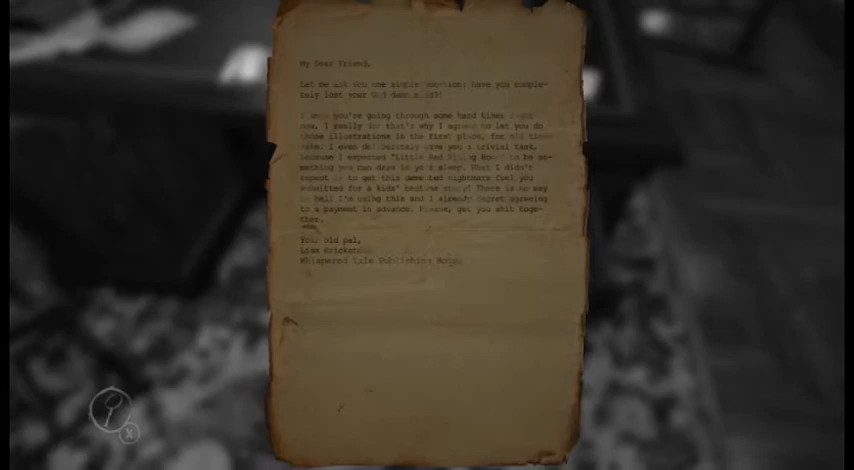 My Dear Friend,
Let me ask you one simple question: have you comple-
tely lost your God damn mind?!
I know you're going through some hard times right
now, I really do; that's why I agreed to let you do
those illustrations in the first place, for old times
sake. I even deliberately gave you a trivial task,
because I expected "Little Red Riding Hood" to be so-
mething you can draw in your sleep. What I didn't
expect is to get this demented nightmare fuel you
submitted for a kids' bedtime story! There is no way
in hell I'm using this and I already regret agreeing
to a payment in advance. Please, get you shit toge-
ther.
Your old pal,
Liam
Whispered Tale Publishing House
X